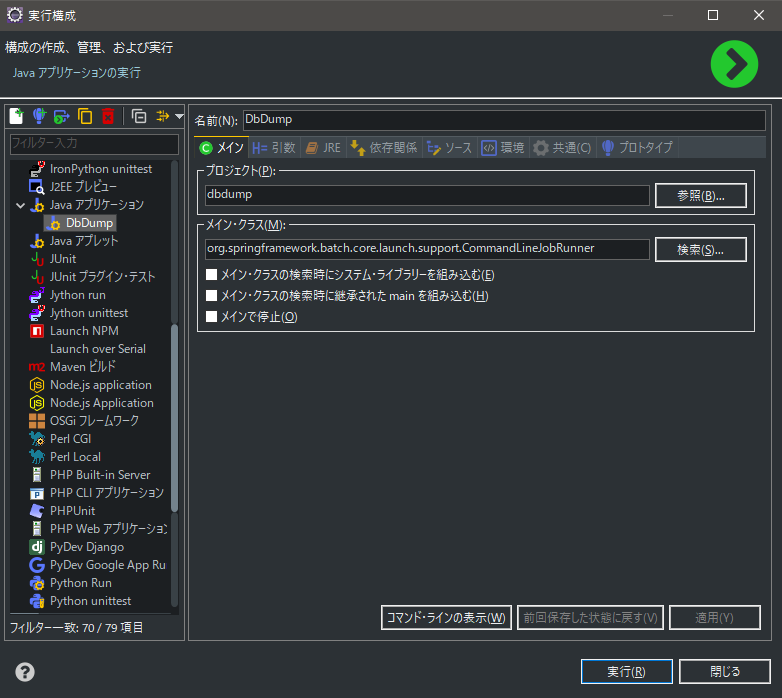 実行構成
構成の作成、管理、および実行
Java アプリケーションの実行
フィルター入力
IronPython unittest
J2EE プレビュー
Java アプリケーション
DbDump
Java アプレット
JUnit
JUnit プラグイン・テスト
Jython run
Jython unittest
Launch NPM
Launch over Serial
Maven ビルド
Node.js application
Node.js Application
OSGi フレームワーク
Perl CGI
Perl Local
PHP Built-in Server
PHP CLI アプリケーション
PHPUnit
PHP Web アプリケーション
PyDev Django
PyDev Google App Ru
Python Run
Python unittest
フィルター一致: 70 / 79 項目
名前(N): DbDump
メイン 引数 JRE 依存関係 ソース 環境 共通(C) プロトタイプ
プロジェクト(P):
dbdump 参照(B)...
メイン・クラス(M):
org.springframework.batch.core.launch.support.CommandLineJobRunner 検索(S)...
メイン・クラスの検索時にシステム・ライブラリーを組み込む(E)
メイン・クラスの検索時に継承された main を組み込む(H)
メインで停止(O)
コマンド・ラインの表示(W) 前回保存した状態に戻す(V) 適用(Y)
実行(R) 閉じる